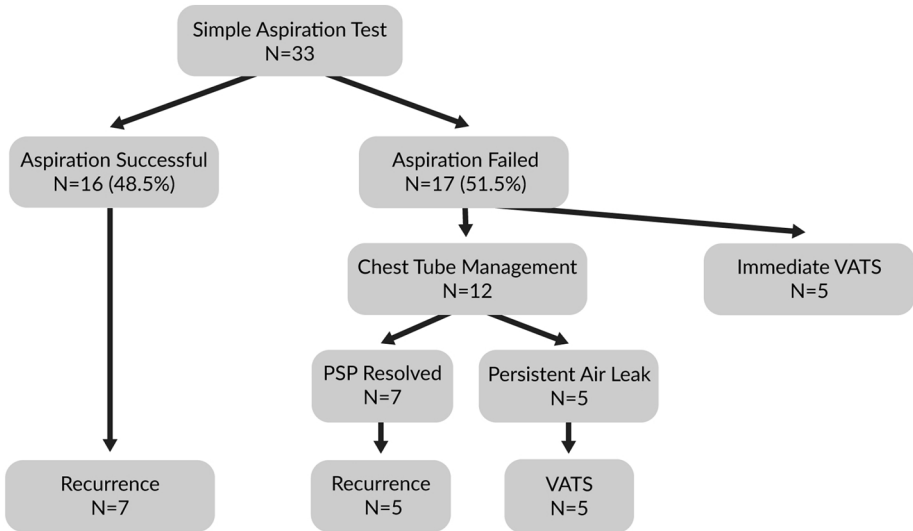 Simple Aspiration Test
N=33
Aspiration Successful
N=16 (48.5%)
Aspiration Failed
N=17 (51.5%)
Chest Tube Management
N=12
Immediate VATS
N=5
PSP Resolved
N=7
Persistent Air Leak
N=5
Recurrence
N=7
Recurrence
N=5
VATS
N=5